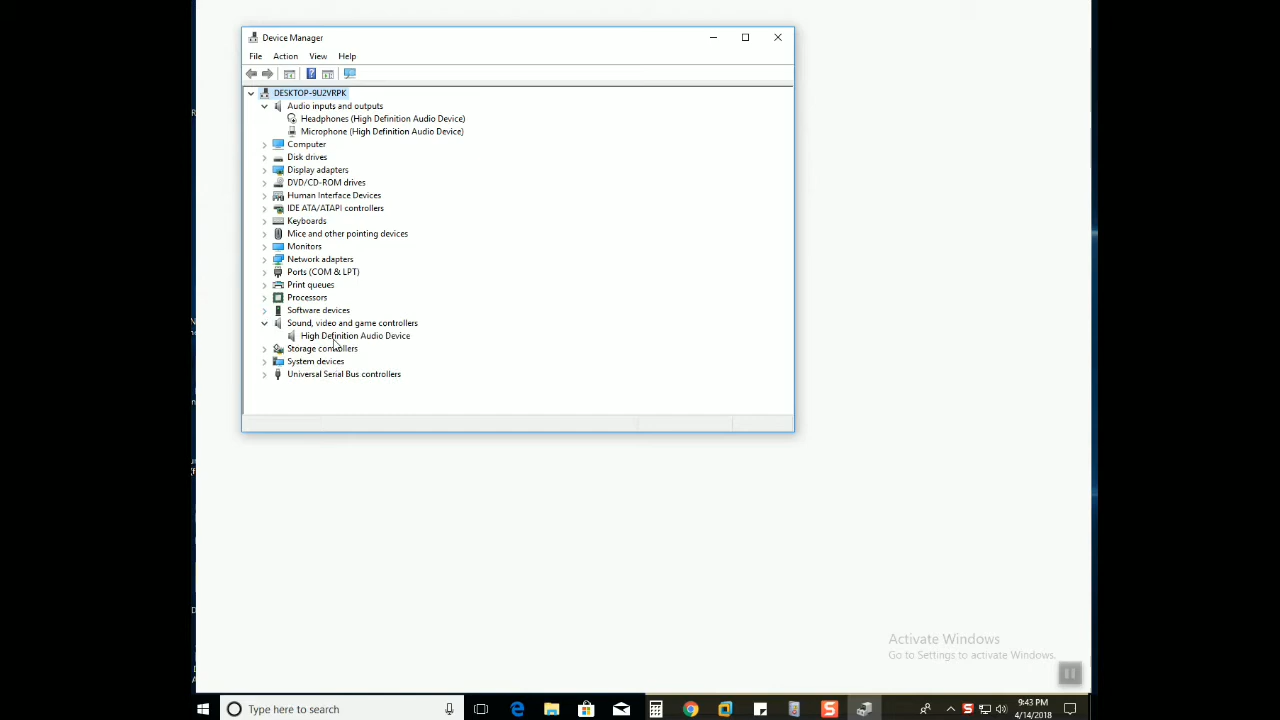 Device Manager
File Action View Help
DESKTOP-9U2VRPK
Audio inputs and outputs
Headphones (High Definition Audio Device)
Microphone (High Definition Audio Device)
Computer
Disk drives
Display adapters
DVD/CD-ROM drives
Human Interface Devices
IDE ATA/ATAPI controllers
Keyboards
Mice and other pointing devices
Monitors
Network adapters
Ports (COM & LPT)
Print queues
Processors
Software devices
Sound, video and game controllers
High Definition Audio Device
Storage controllers
System devices
Universal Serial Bus controllers
Activate Windows
Go to Settings to activate Windows.
Type here to search
9:43 PM
4/14/2018